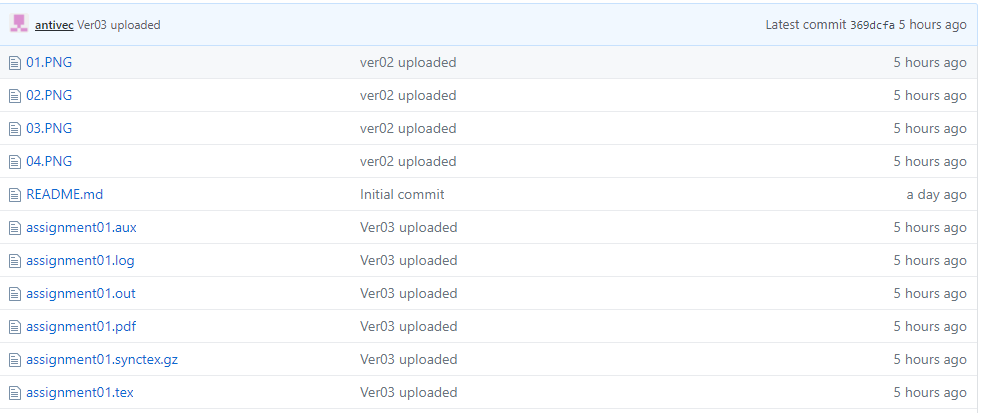 antivec Ver03 uploaded Latest commit 369dcfa 5 hours ago
01.PNG ver02 uploaded 5 hours ago
02.PNG ver02 uploaded 5 hours ago
03.PNG ver02 uploaded 5 hours ago
04.PNG ver02 uploaded 5 hours ago
README.md Initial commit a day ago
assignment01.aux Ver03 uploaded 5 hours ago
assignment01.log Ver03 uploaded 5 hours ago
assignment01.out Ver03 uploaded 5 hours ago
assignment01.pdf Ver03 uploaded 5 hours ago
assignment01.synctex.gz Ver03 uploaded 5 hours ago
assignment01.tex Ver03 uploaded 5 hours ago